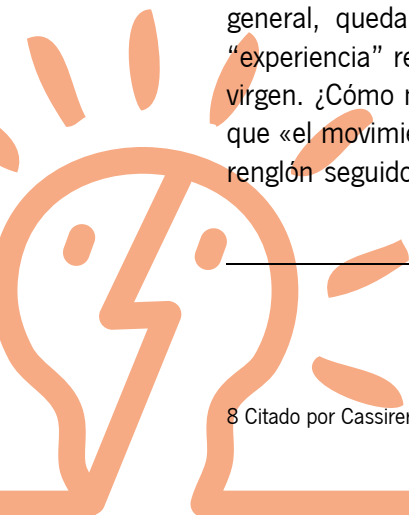 general, queda
“experiencia” re
virgen. ¿Cómo
que «el movimie
renglón seguido
8 Citado por Cassirer